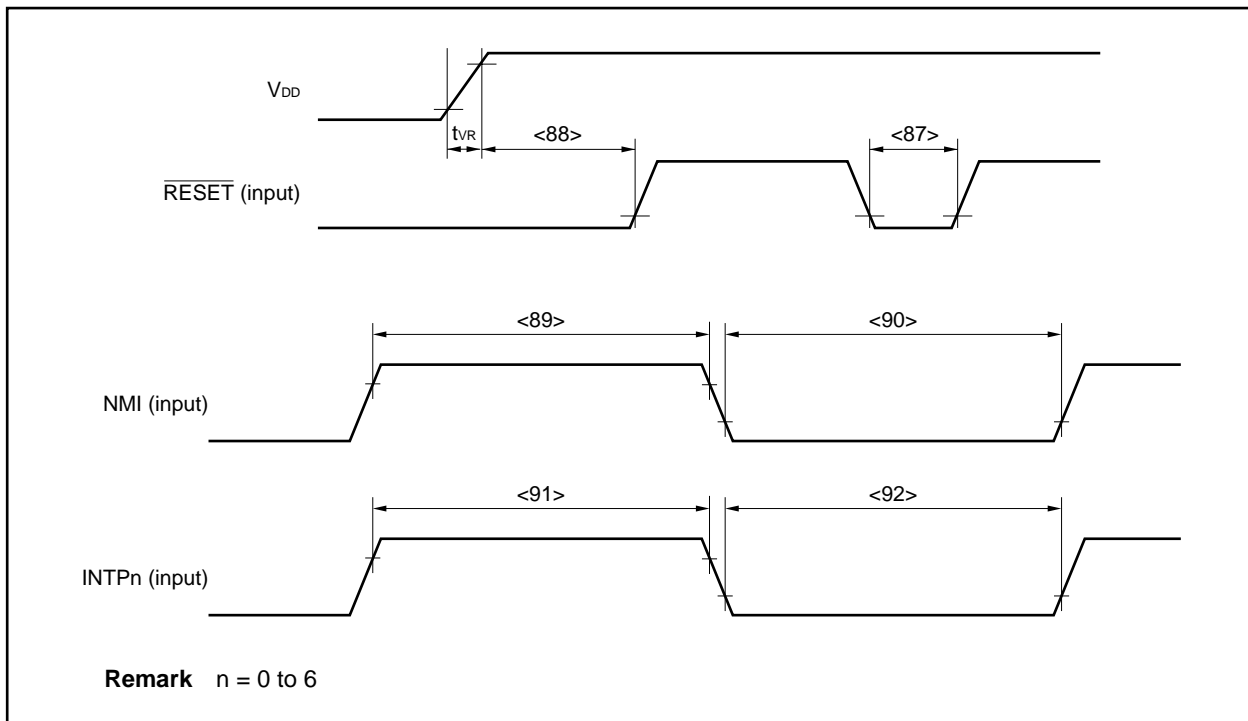 VDD
tVR
<88>
<87>
RESET (input)
<89>
<90>
NMI (input)
<91>
<92>
INTPn (input)
Remark n = 0 to 6